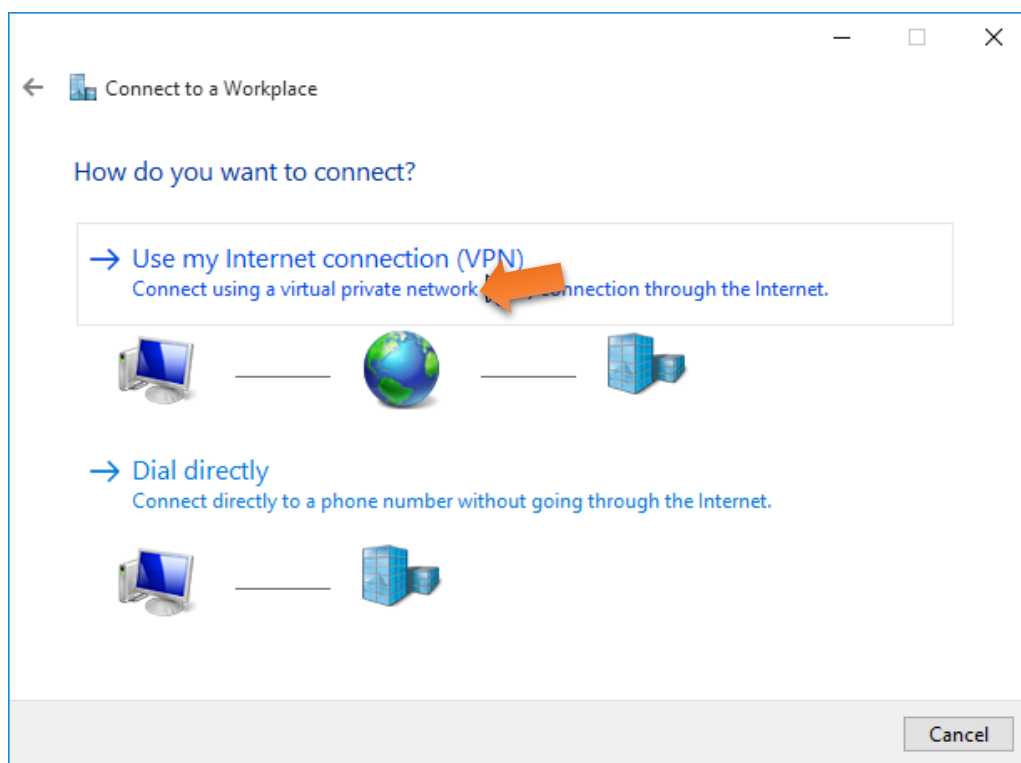 Connect to a Workplace
How do you want to connect?
Use my Internet connection (VPN)
Connect using a virtual private network connection through the Internet.
Dial directly
Connect directly to a phone number without going through the Internet.
Cancel